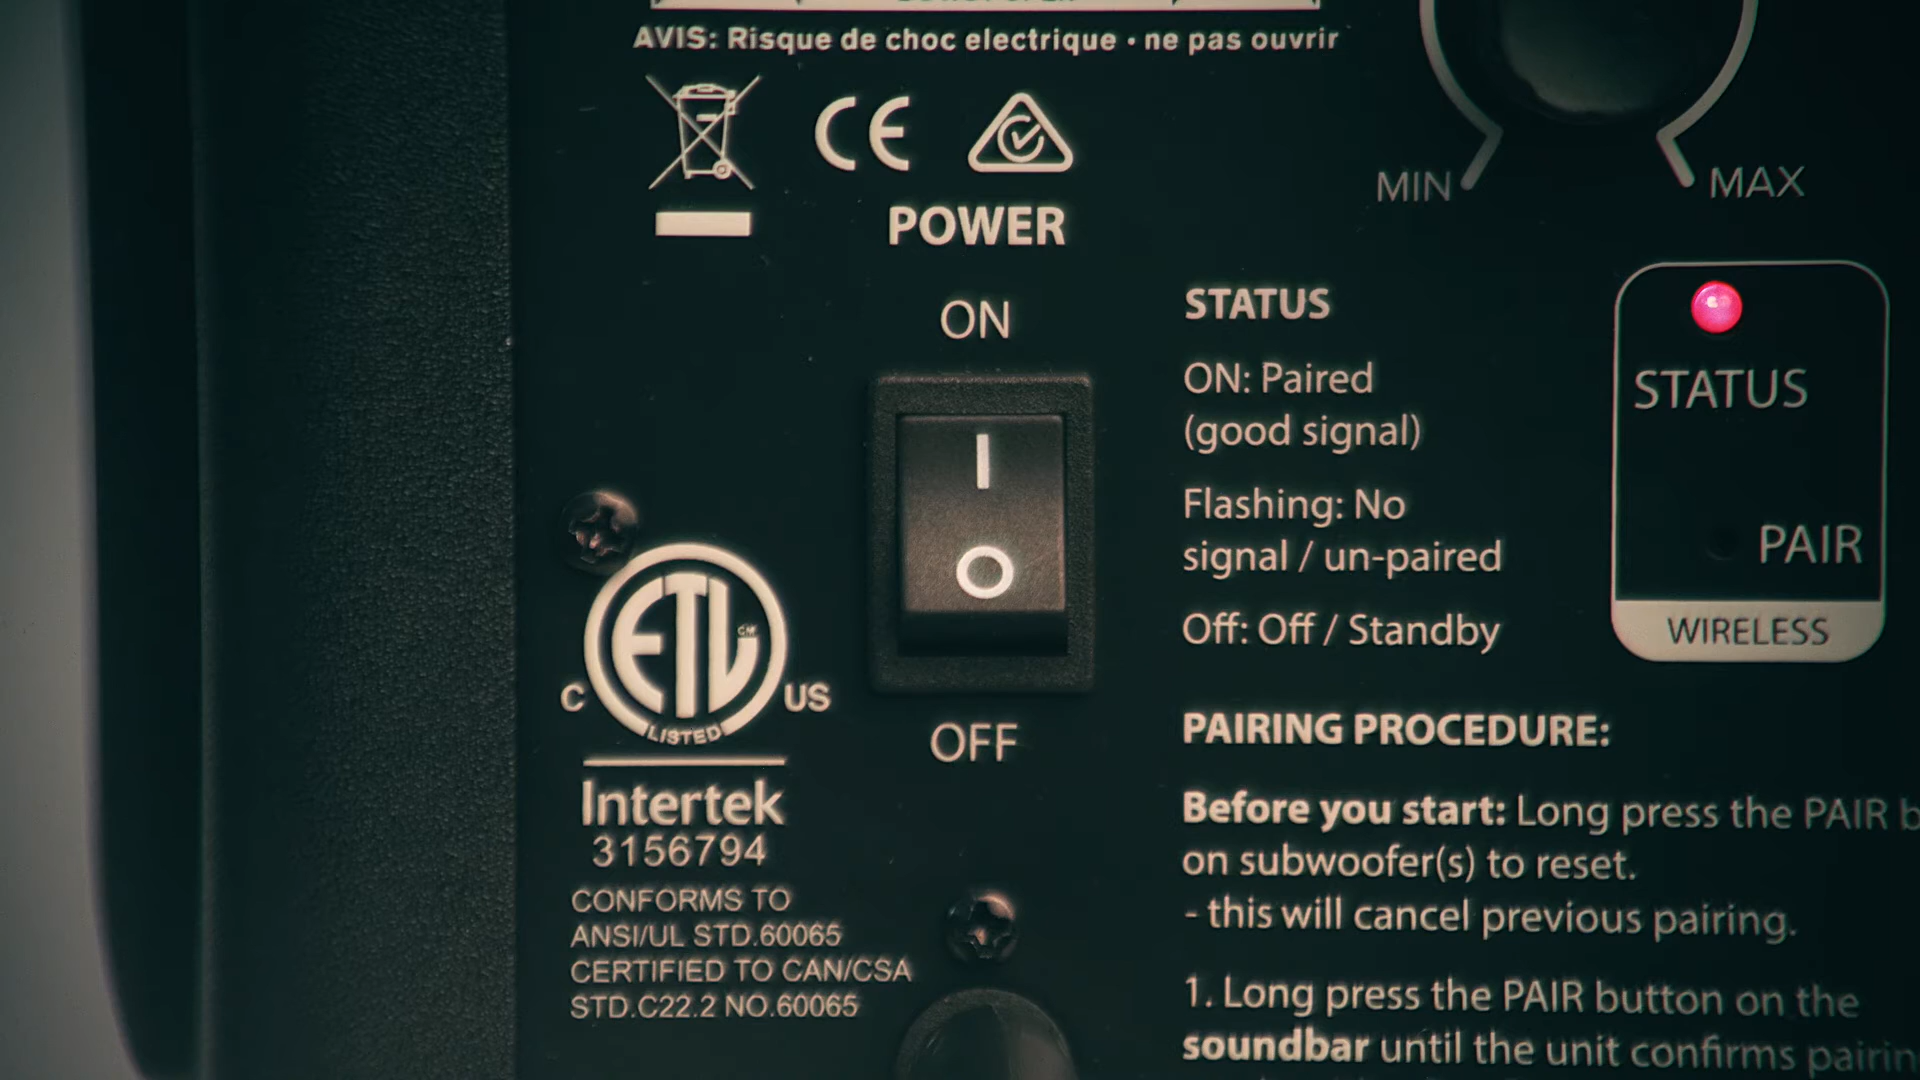 AVIS: Risque de choc electrique • ne pas ouvrir
CE
MIN
MAX
POWER
ON
I
O
OFF
STATUS
ON: Paired
(good signal)
Flashing: No
signal / un-paired
Off: Off / Standby
STATUS
PAIR
WIRELESS
C
ETL
CM
LISTED
US
Intertek
3156794
CONFORMS TO
ANSI/UL STD.60065
CERTIFIED TO CAN/CSA
STD.C22.2 NO.60065
PAIRING PROCEDURE:
Before you start: Long press the PAIR
on subwoofer(s) to reset.
- this will cancel previous pairing.
1. Long press the PAIR button on the
soundbar until the unit confirms